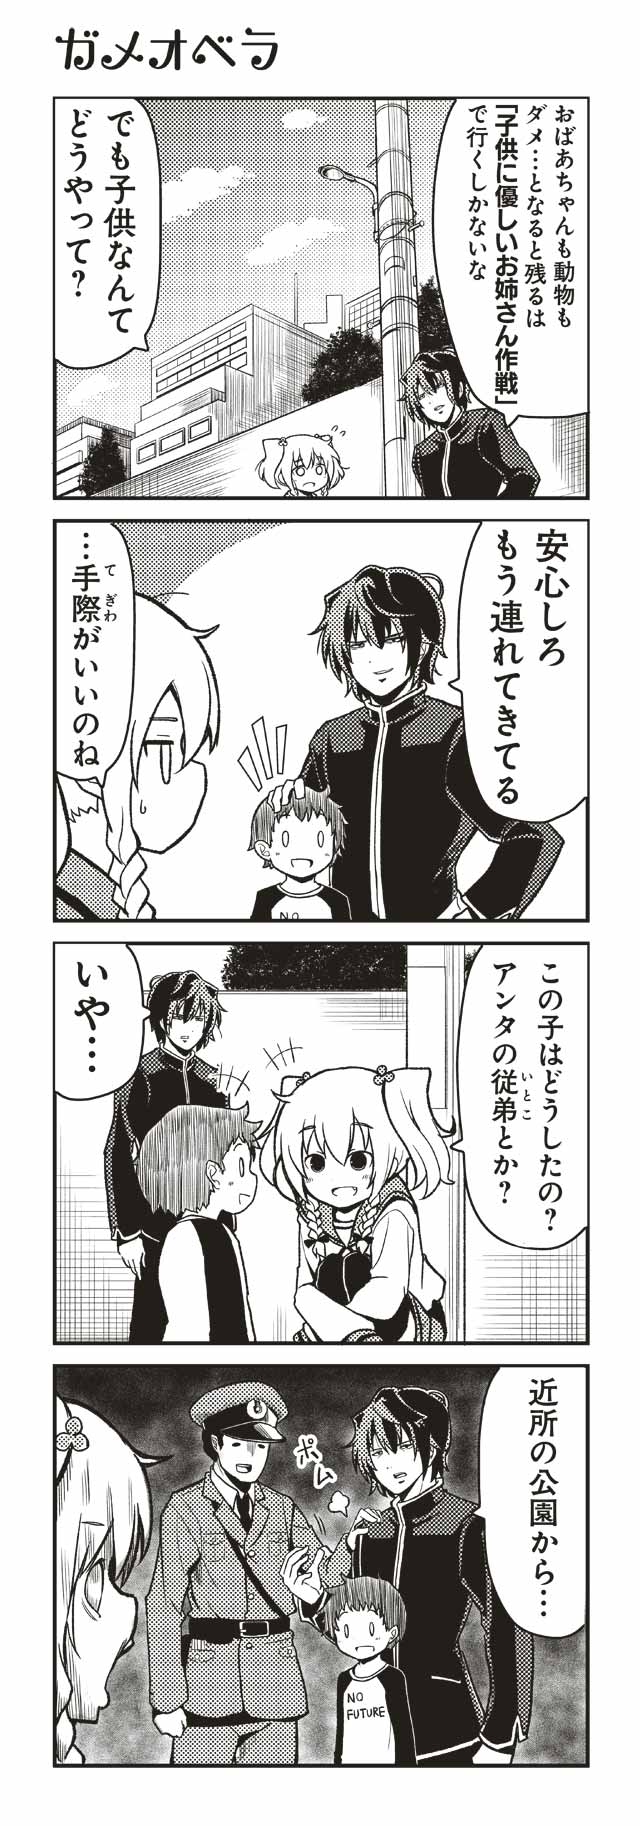 ガメオベラ
おばあちゃんも動物も
ダメ…となると残るは
「子供に優しいお姉さん作戦」
で行くしかないな
でも子供なんて
どうやって？
安心しろ
もう連れてきてる
…手際がいいのね
てぎわ
NO
この子はどうしたの？
アンタの従弟とか？
いとこ
いや…
近所の公園から…
ポム
NO
FUTURE